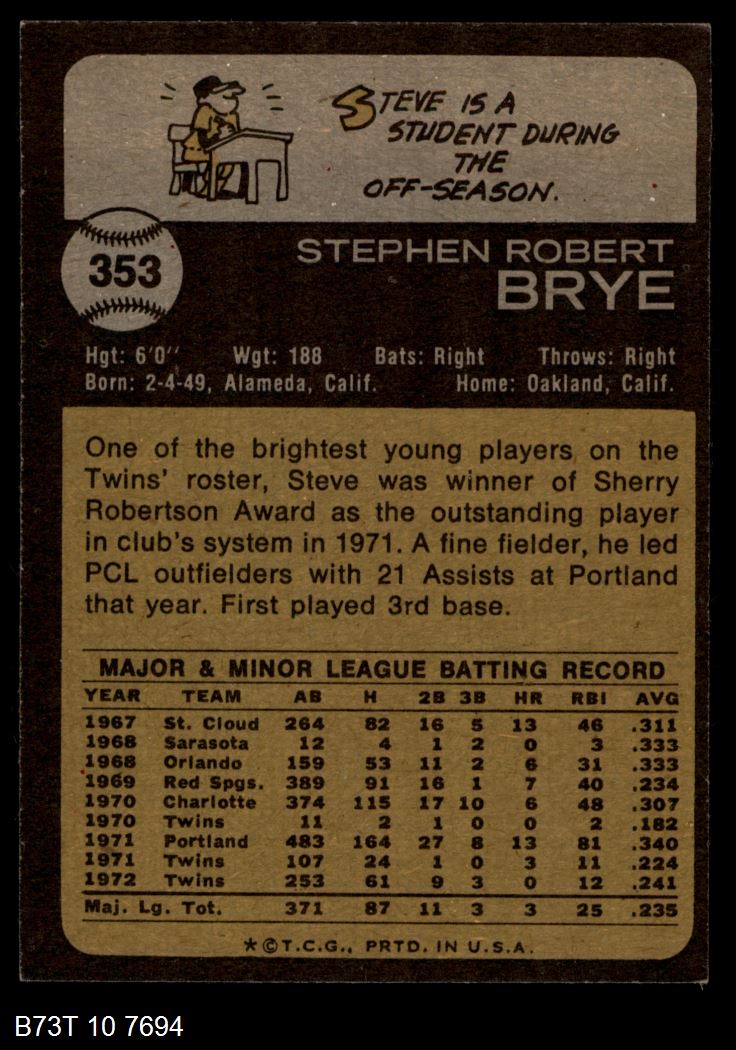 STEVE IS A
STUDENT DURING
THE
OFF-SEASON.
353
STEPHEN ROBERT
BRYE
Hgt: 6'0" Wgt: 188 Bats: Right Throws: Right
Born: 2-4-49, Alameda, Calif. Home: Oakland, Calif.
One of the brightest young players on the
Twins' roster, Steve was winner of Sherry
Robertson Award as the outstanding player
in club's system in 1971. A fine fielder, he led
PCL outfielders with 21 Assists at Portland
that year. First played 3rd base.
MAJOR & MINOR LEAGUE BATTING RECORD
YEAR TEAM AB H 2B 3B HR RBI AVG
1967 St. Cloud 264 82 16 5 13 46 .311
1968 Sarasota 12 4 1 2 0 3 .333
1968 Orlando 159 53 11 2 6 31 .333
1969 Red Spgs. 389 91 16 1 7 40 .234
1970 Charlotte 374 115 17 10 6 48 .307
1970 Twins 11 2 1 0 0 2 .182
1971 Portland 483 164 27 8 13 81 .340
1971 Twins 107 24 1 0 3 11 .224
1972 Twins 253 61 9 3 0 12 .241
Maj. Lg. Tot. 371 87 11 3 3 25 .235
*©T.C.G., PRTD. IN U.S.A.
B73T 10 7694